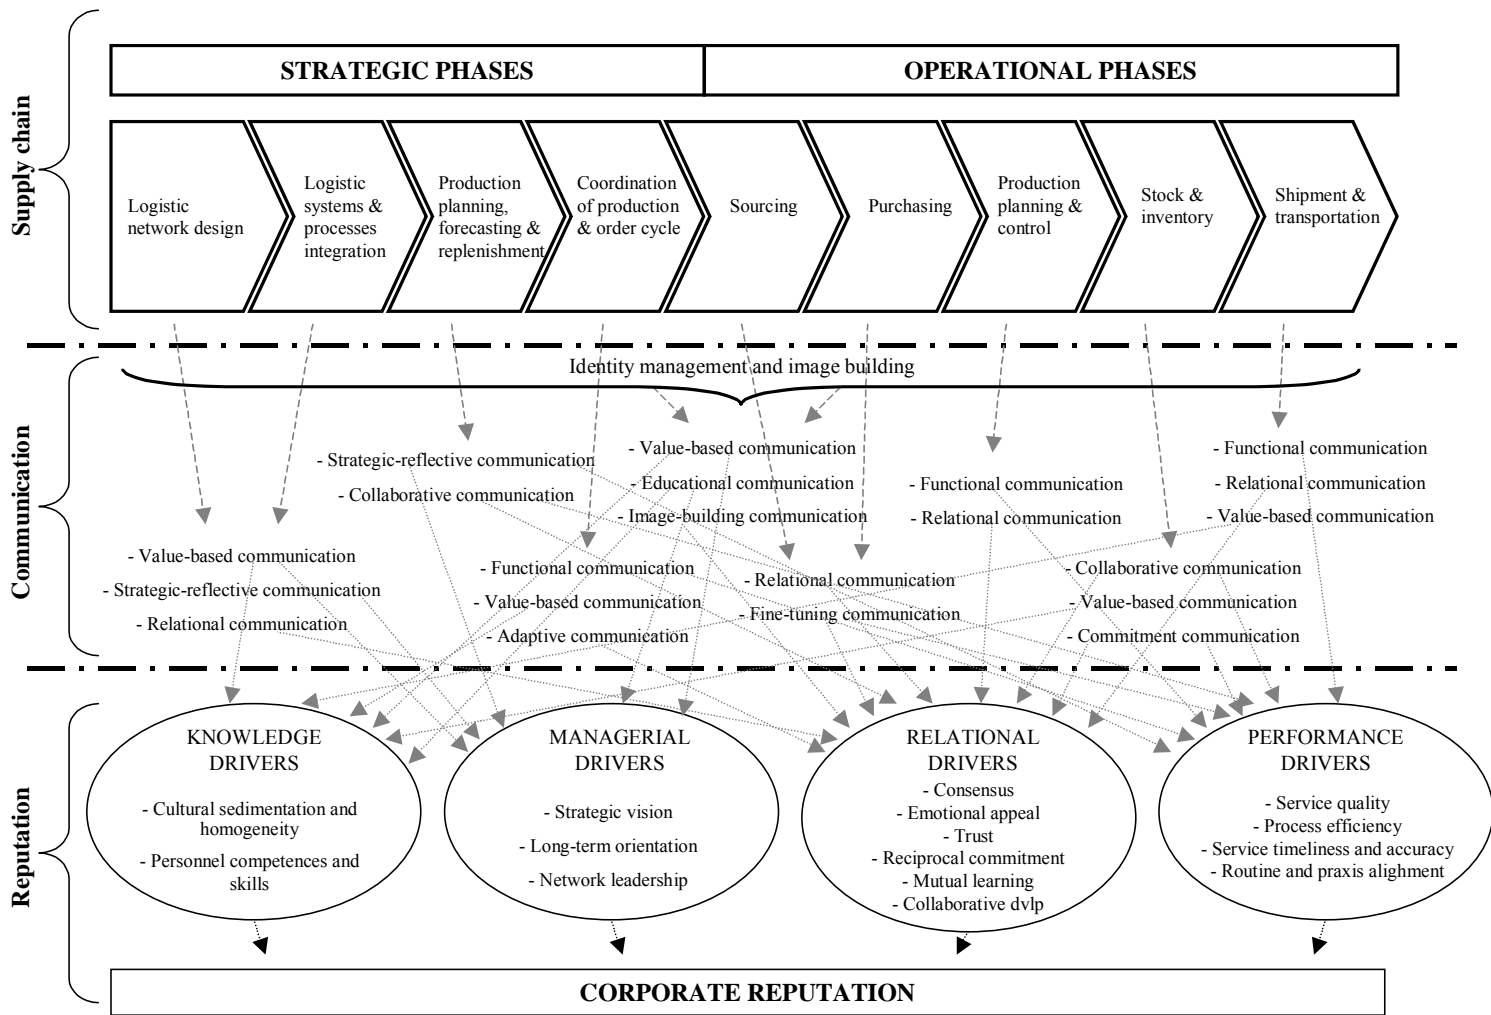 Supply chain
STRATEGIC PHASES
OPERATIONAL PHASES
Logistic
network design
Logistic
systems &
processes
integration
Production
planning,
forecasting &
replenishment
Coordination
of production
& order cycle
Sourcing
Purchasing
Production
planning &
control
Stock &
inventory
Shipment &
transportation
Communication
Identity management and image building
- Value-based communication
- Strategic-reflective communication
- Relational communication
- Strategic-reflective communication
- Collaborative communication
- Functional communication
- Value-based communication
- Adaptive communication
- Value-based communication
- Educational communication
- Image-building communication
- Relational communication
- Fine-tuning communication
- Functional communication
- Relational communication
- Collaborative communication
- Value-based communication
- Commitment communication
- Functional communication
- Relational communication
- Value-based communication
Reputation
KNOWLEDGE
DRIVERS
- Cultural sedimentation and
homogeneity
- Personnel competences and
skills
MANAGERIAL
DRIVERS
- Strategic vision
- Long-term orientation
- Network leadership
RELATIONAL
DRIVERS
- Consensus
- Emotional appeal
- Trust
- Reciprocal commitment
- Mutual learning
- Collaborative dvlp
PERFORMANCE
DRIVERS
- Service quality
- Process efficiency
- Service timeliness and accuracy
- Routine and praxis alighment
CORPORATE REPUTATION